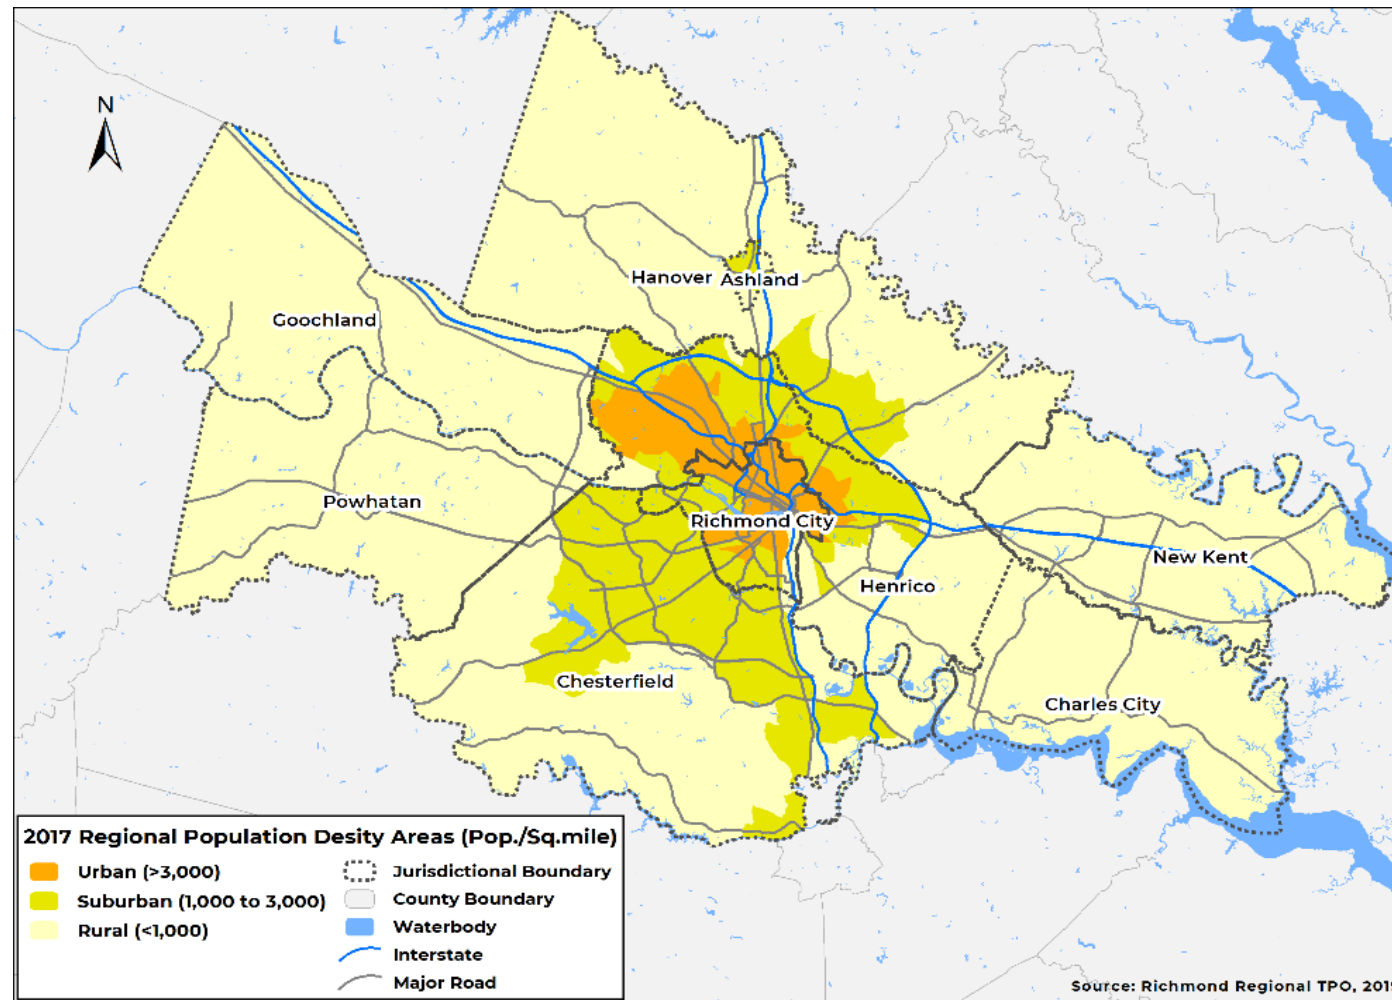 N
Hanover Ashland
Goochland
Powhatan
Richmond City
New Kent
Henrico
Chesterfield
Charles City
2017 Regional Population Desity Areas (Pop./Sq.mile)
Urban (>3,000)
Suburban (1,000 to 3,000)
Rural (<1,000)
Jurisdictional Boundary
County Boundary
Waterbody
Interstate
Major Road
Source: Richmond Regional TPO, 2019